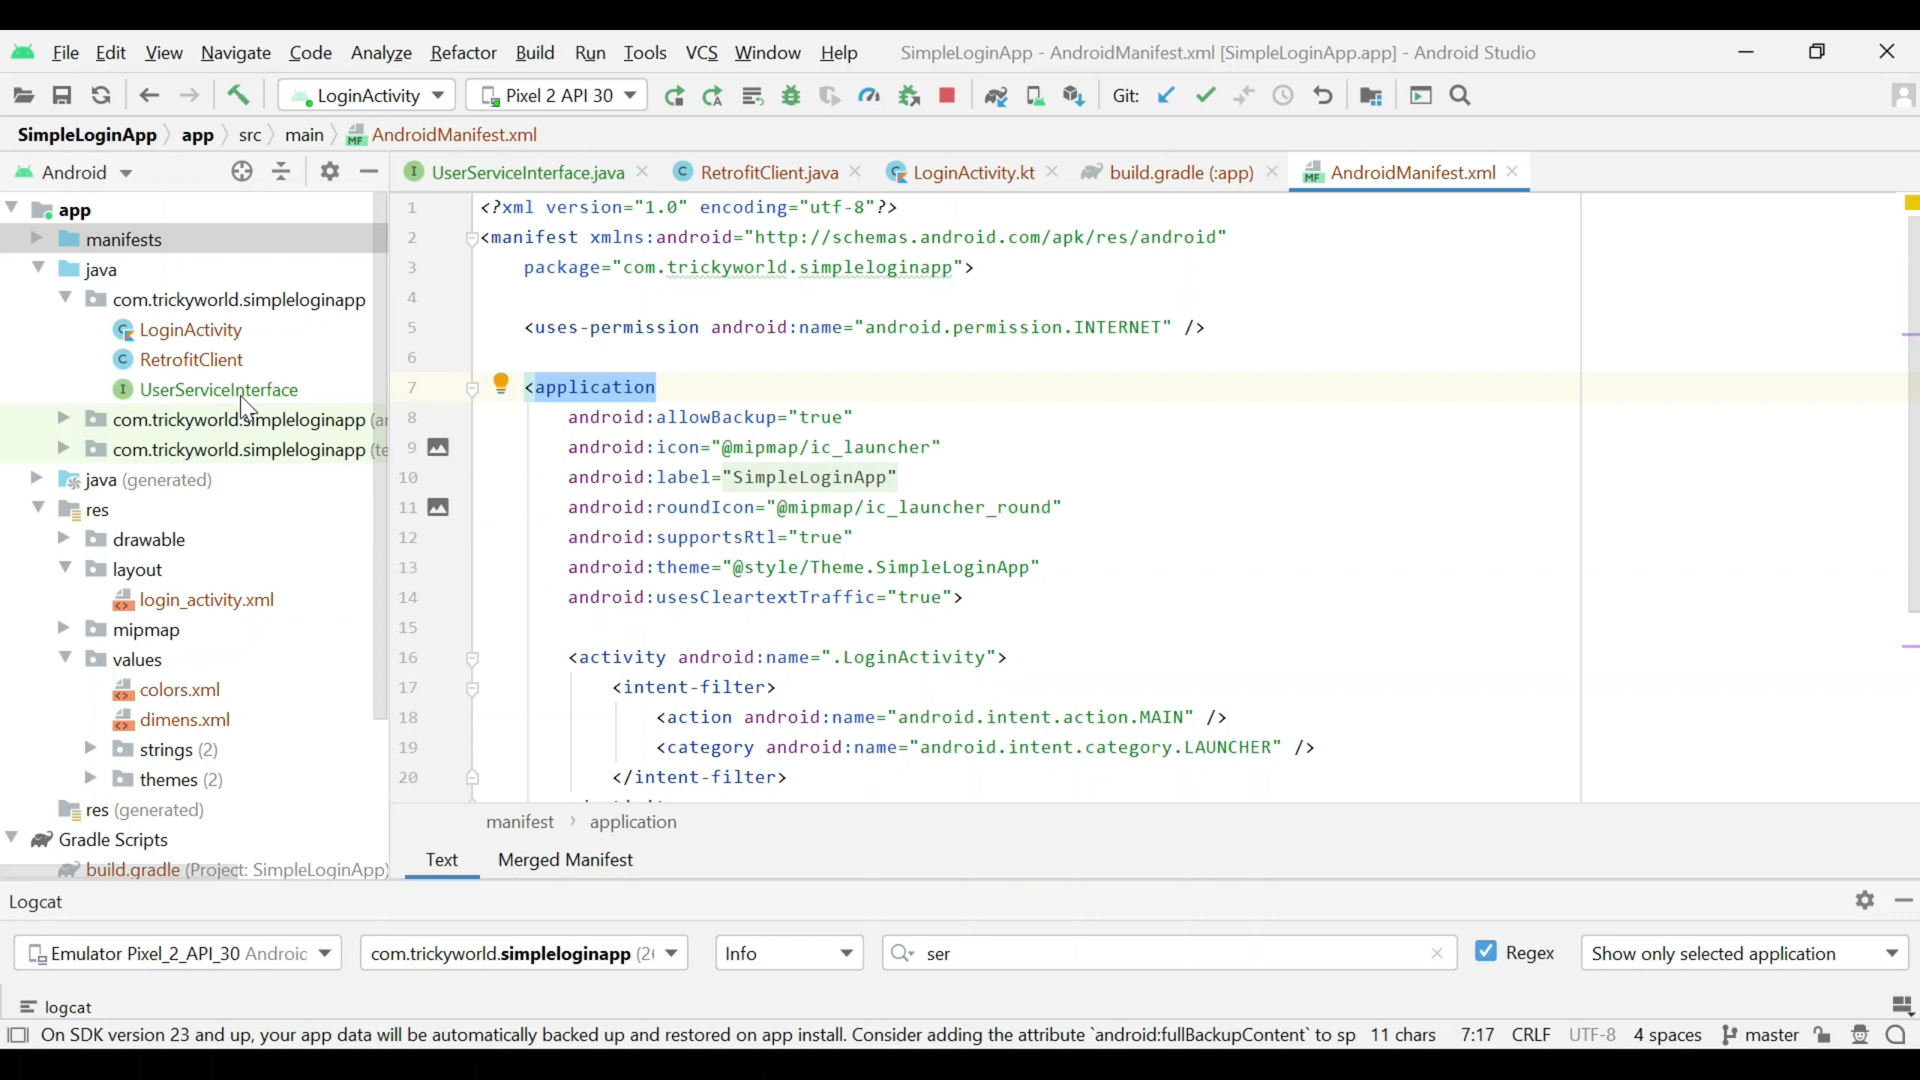 File Edit View Navigate Code Analyze Refactor Build Run Tools VCS Window Help SimpleLoginApp - AndroidManifest.xml [SimpleLoginApp.app] - Android Studio
LoginActivity Pixel 2 API 30 Git:
SimpleLoginApp app src main AndroidManifest.xml
Android
UserServiceInterface.java RetrofitClient.java LoginActivity.kt build.gradle (:app) AndroidManifest.xml
app
manifests
java
com.trickyworld.simpleloginapp
LoginActivity
RetrofitClient
UserServiceInterface
com.trickyworld.simpleloginapp
com.trickyworld.simpleloginapp
java (generated)
res
drawable
layout
login_activity.xml
mipmap
values
colors.xml
dimens.xml
strings (2)
themes (2)
res (generated)
Gradle Scripts
build.gradle (Project: SimpleLoginApp)
1 <?xml version="1.0" encoding="utf-8"?>
2 <manifest xmlns:android="http://schemas.android.com/apk/res/android"
3 package="com.trickyworld.simpleloginapp">
4
5 <uses-permission android:name="android.permission.INTERNET" />
6
7 <application
8 android:allowBackup="true"
9 android:icon="@mipmap/ic_launcher"
10 android:label="SimpleLoginApp"
11 android:roundIcon="@mipmap/ic_launcher_round"
12 android:supportsRtl="true"
13 android:theme="@style/Theme.SimpleLoginApp"
14 android:usesCleartextTraffic="true">
15
16 <activity android:name=".LoginActivity">
17 <intent-filter>
18 <action android:name="android.intent.action.MAIN" />
19 <category android:name="android.intent.category.LAUNCHER" />
20 </intent-filter>
manifest application
Text Merged Manifest
Logcat
Emulator Pixel_2_API_30 com.trickyworld.simpleloginapp Info ser Regex Show only selected application
logcat
On SDK version 23 and up, your app data will be automatically backed up and restored on app install. Consider adding the attribute `android:fullBackupContent` to sp 11 chars 7:17 CRLF UTF-8 4 spaces master